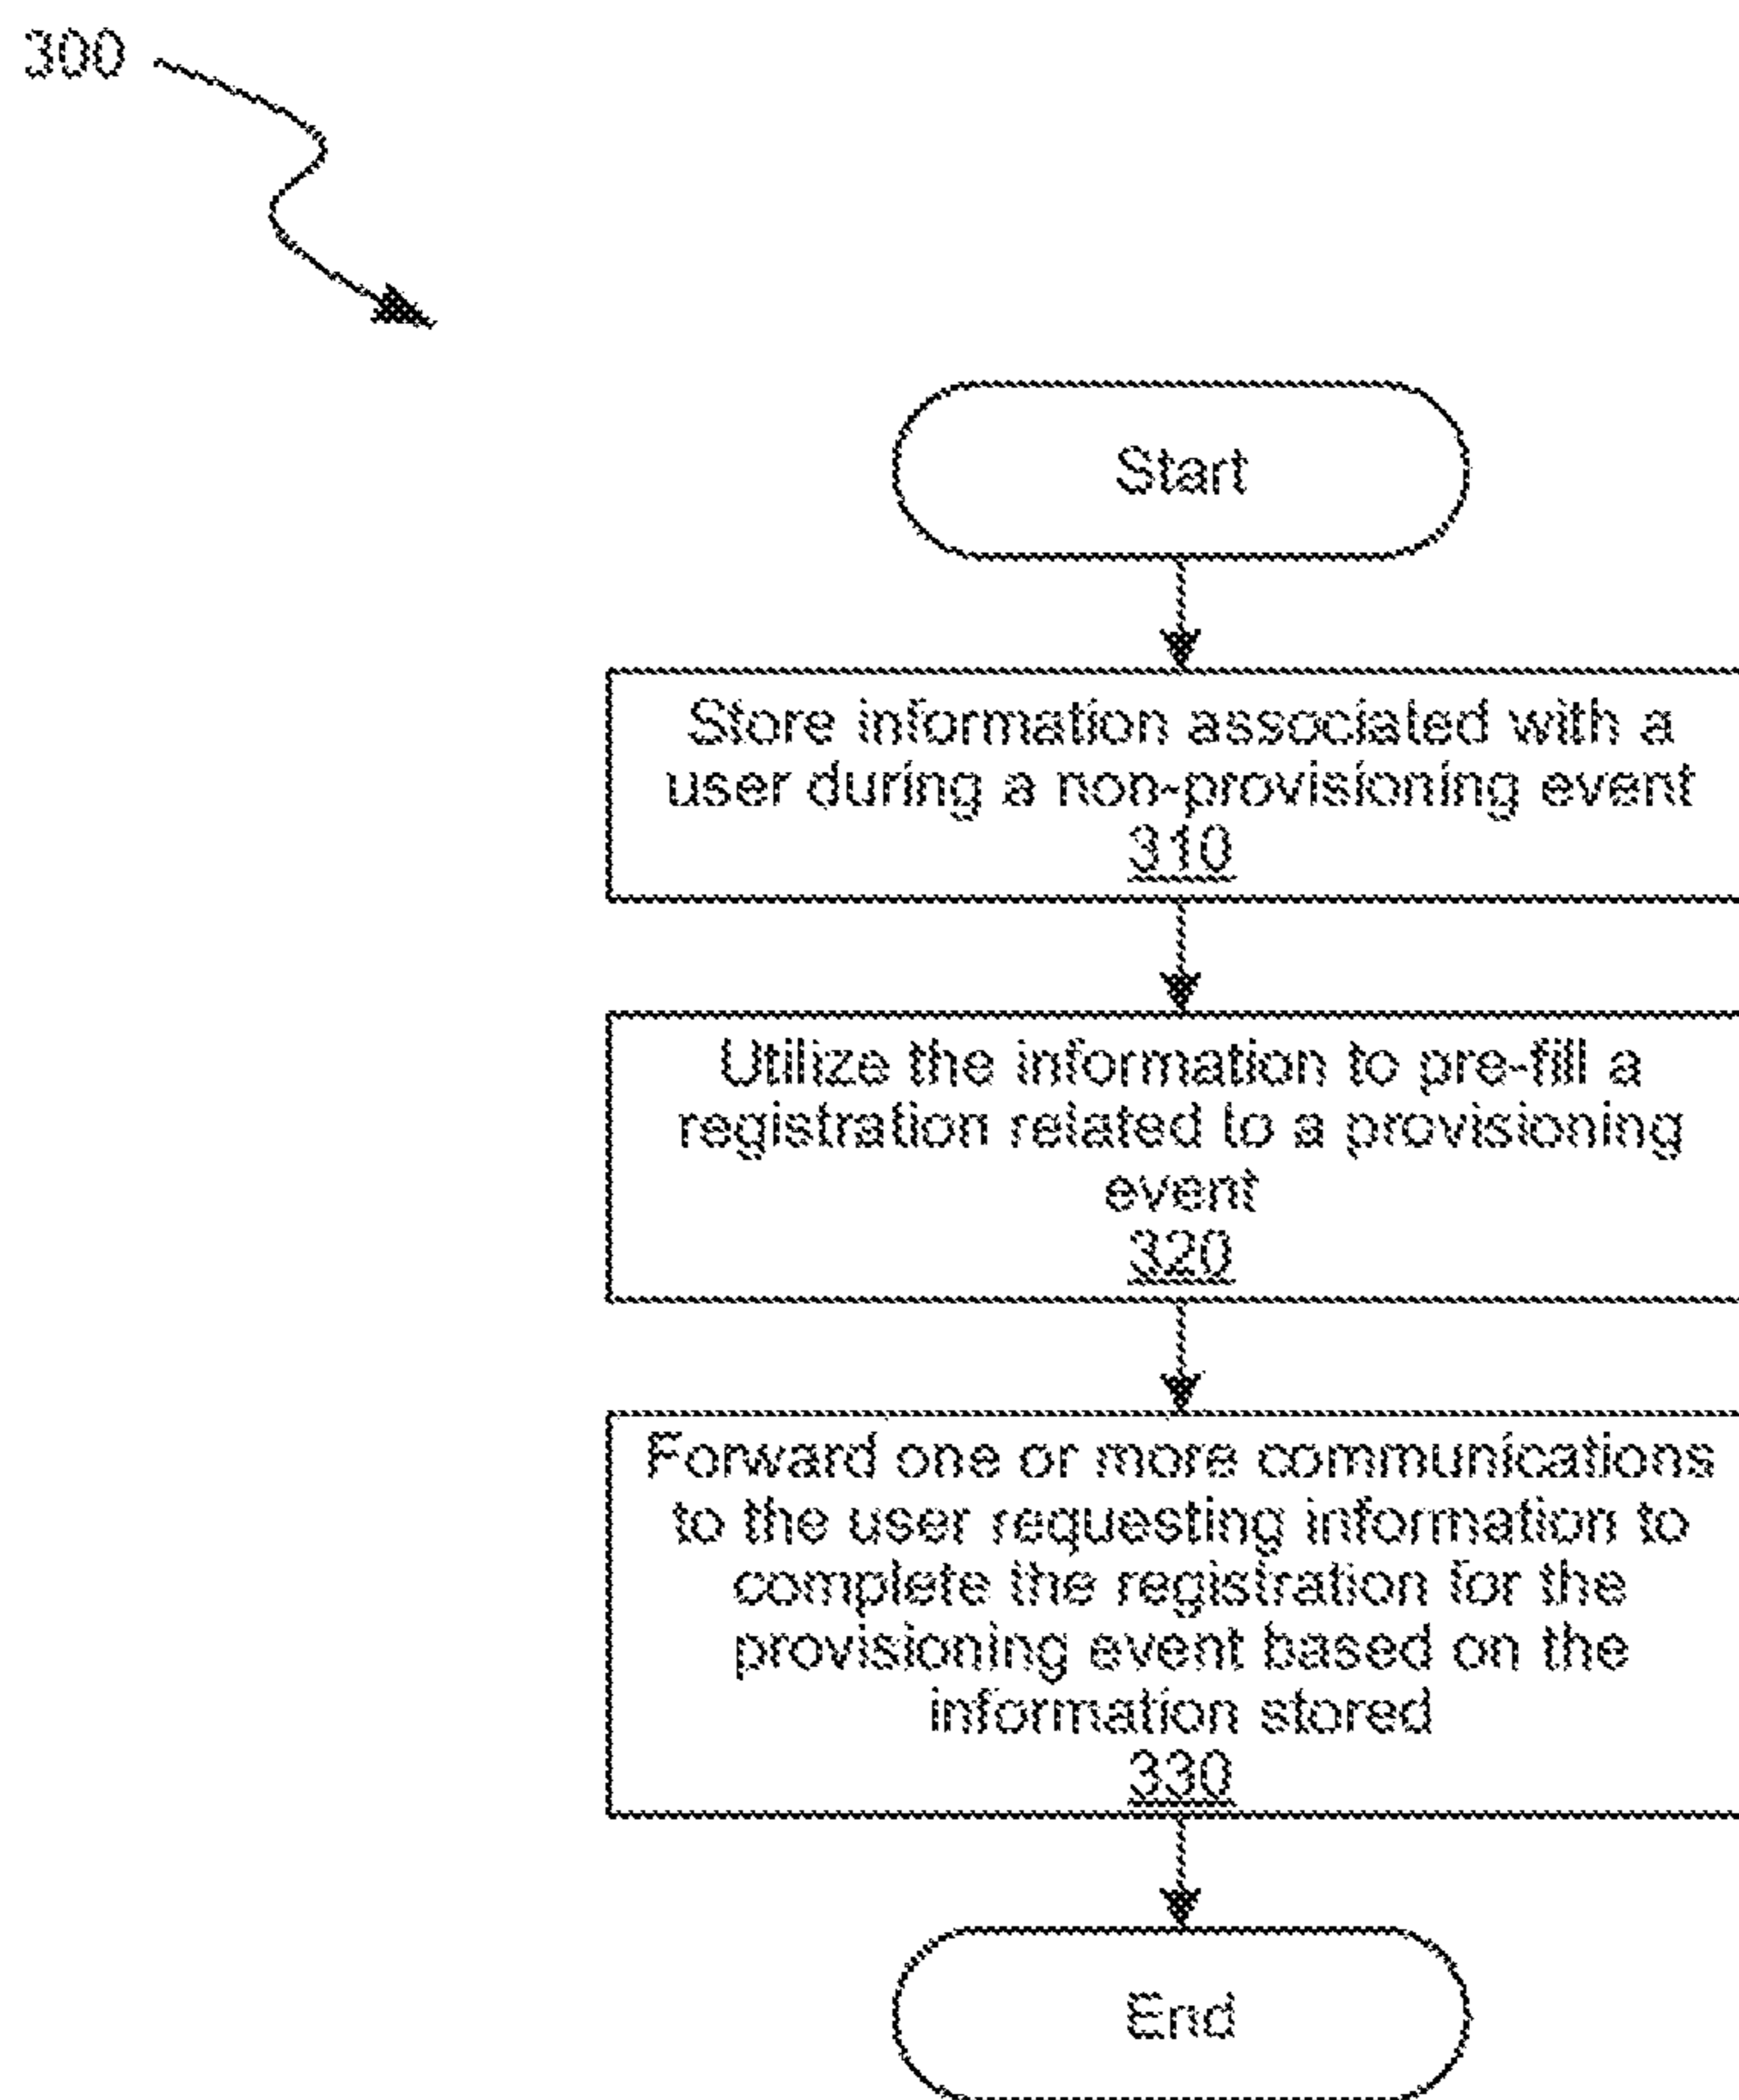 300
Start
Store information associated with a
user during a non-provisioning event
310
Utilize the information to pre-fill a
registration related to a provisioning
event
320
Forward one or more communications
to the user requesting information to
complete the registration for the
provisioning event based on the
information stored
330
End